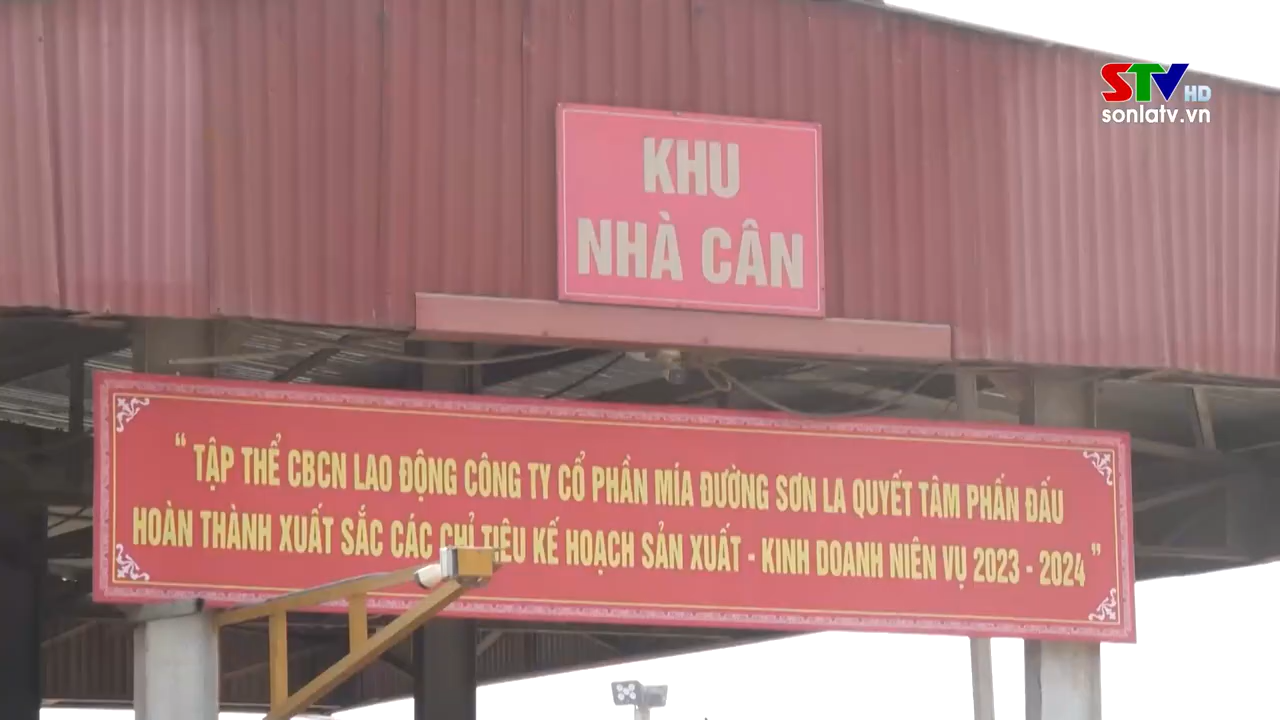 STV HD
sonlatv.vn
KHU
NHÀ CÂN
“ TẬP THỂ CBCN LAO ĐỘNG CÔNG TY CỔ PHẦN MÍA ĐƯỜNG SƠN LA QUYẾT TÂM PHẤN ĐẤU
HOÀN THÀNH XUẤT SẮC CÁC CHỈ TIÊU KẾ HOẠCH SẢN XUẤT - KINH DOANH NIÊN VỤ 2023 - 2024 ”